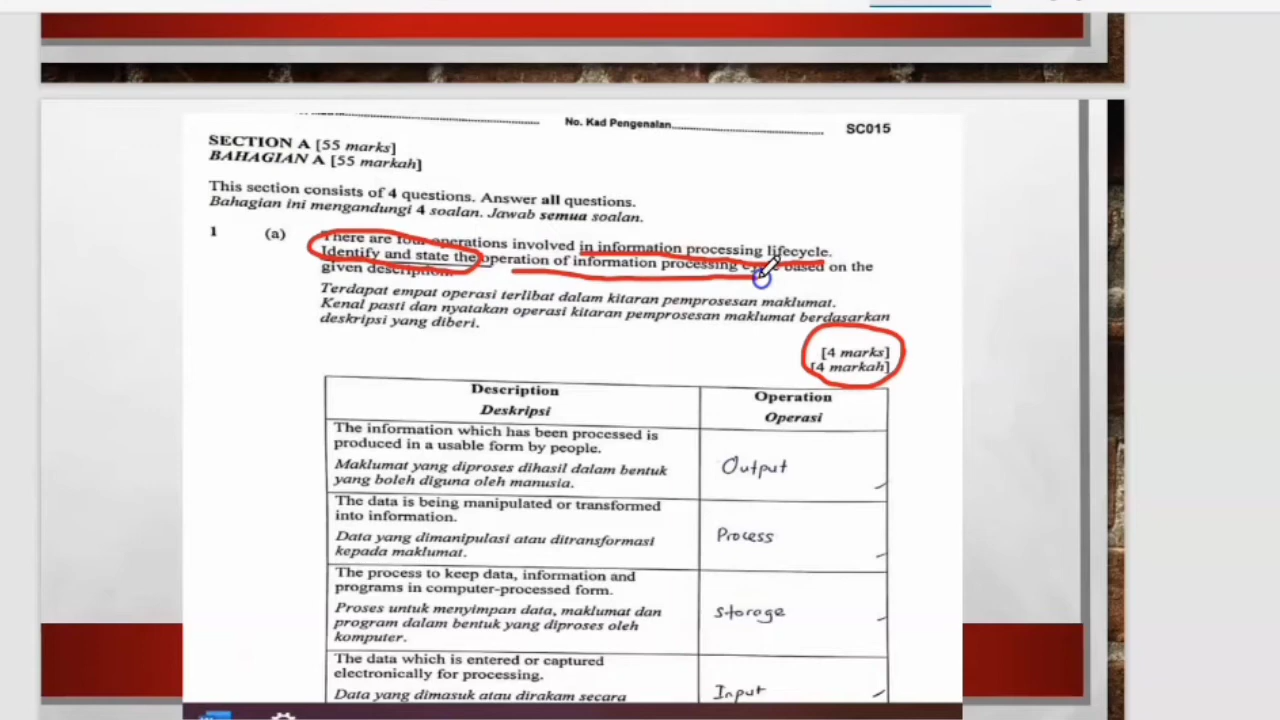 No. Kad Pengenalan
SC015
SECTION A [55 marks]
BAHAGIAN A [55 markah]
This section consists of 4 questions. Answer all questions.
Bahagian ini mengandungi 4 soalan. Jawab semua soalan.
1 (a) There are four operations involved in information processing lifecycle.
Identify and state the operation of information processing cycle based on the
given description.
Terdapat empat operasi terlibat dalam kitaran pemprosesan maklumat.
Kenal pasti dan nyatakan operasi kitaran pemprosesan maklumat berdasarkan
deskripsi yang diberi.
[4 marks]
[4 markah]
Description
Deskripsi
Operation
Operasi
The information which has been processed is
produced in a usable form by people.
Maklumat yang diproses dihasil dalam bentuk
yang boleh diguna oleh manusia.
Output
The data is being manipulated or transformed
into information.
Data yang dimanipulasi atau ditransformasi
kepada maklumat.
Process
The process to keep data, information and
programs in computer-processed form.
Proses untuk menyimpan data, maklumat dan
program dalam bentuk yang diproses oleh
komputer.
Storage
The data which is entered or captured
electronically for processing.
Data yang dimasuk atau dirakam secara
Input